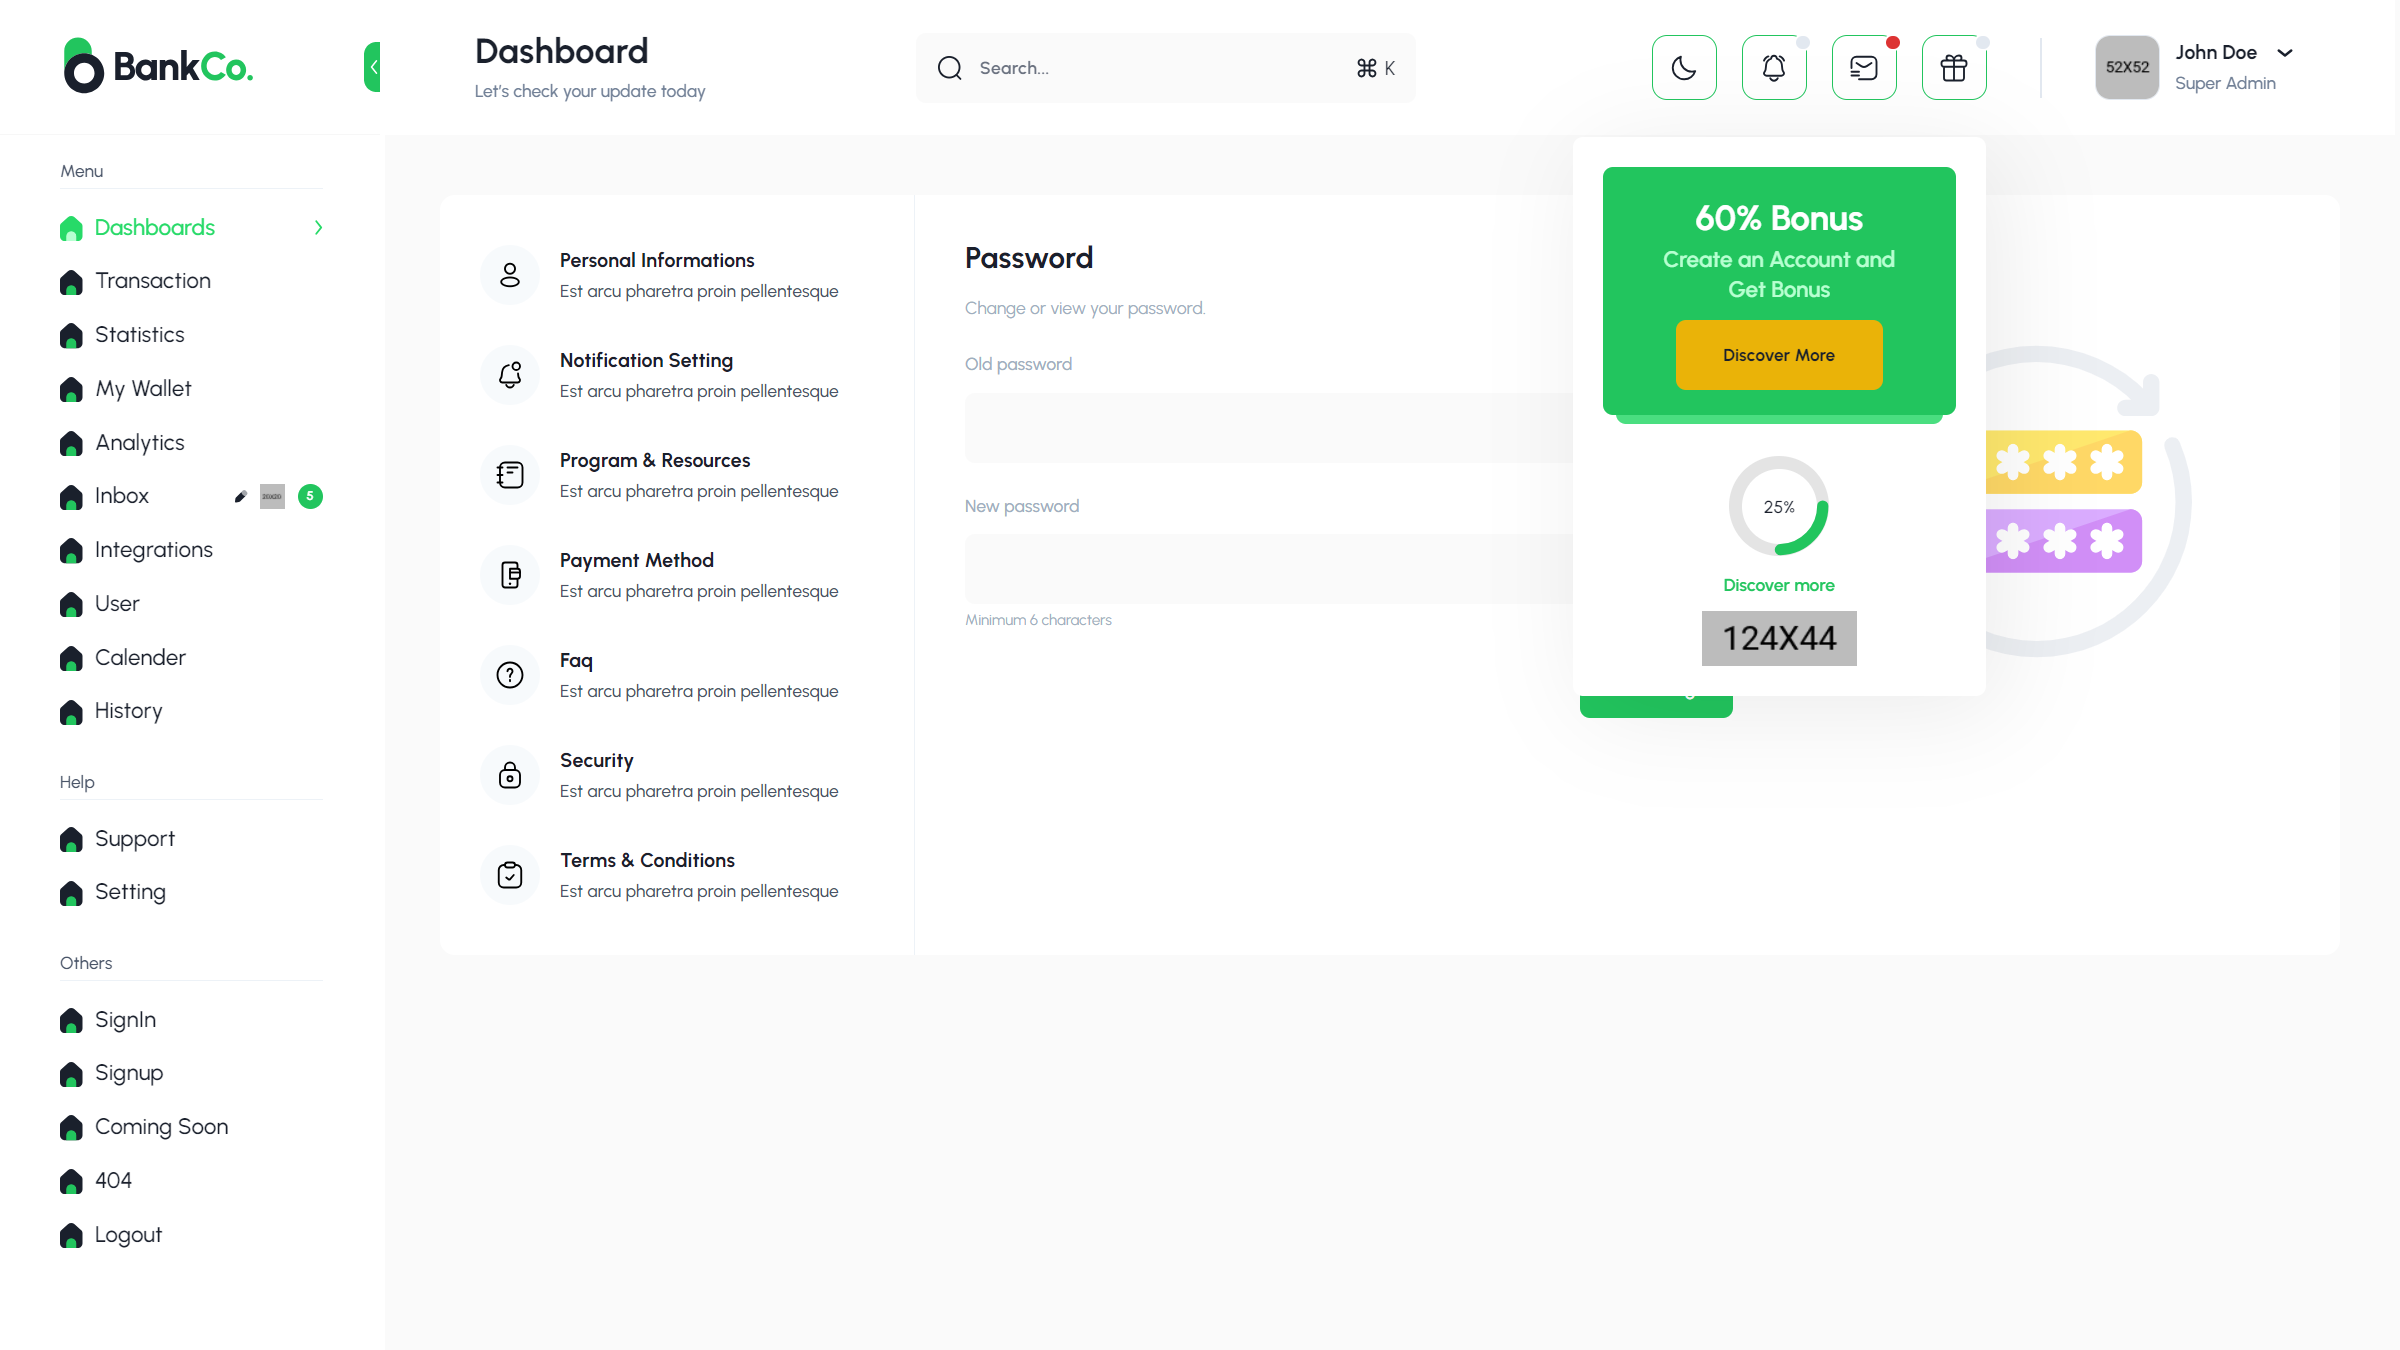 BankCo.
Dashboard
Let's check your update today
Search...
⌘ K
52X52
John Doe
Super Admin
Menu
Dashboards
Transaction
Statistics
My Wallet
Analytics
Inbox
20X20
5
Integrations
User
Calender
History
Help
Support
Setting
Others
SignIn
Signup
Coming Soon
404
Logout
Personal Informations
Est arcu pharetra proin pellentesque
Notification Setting
Est arcu pharetra proin pellentesque
Program & Resources
Est arcu pharetra proin pellentesque
Payment Method
Est arcu pharetra proin pellentesque
Faq
Est arcu pharetra proin pellentesque
Security
Est arcu pharetra proin pellentesque
Terms & Conditions
Est arcu pharetra proin pellentesque
Password
Change or view your password.
Old password
New password
Minimum 6 characters
60% Bonus
Create an Account and
Get Bonus
Discover More
25%
Discover more
124X44